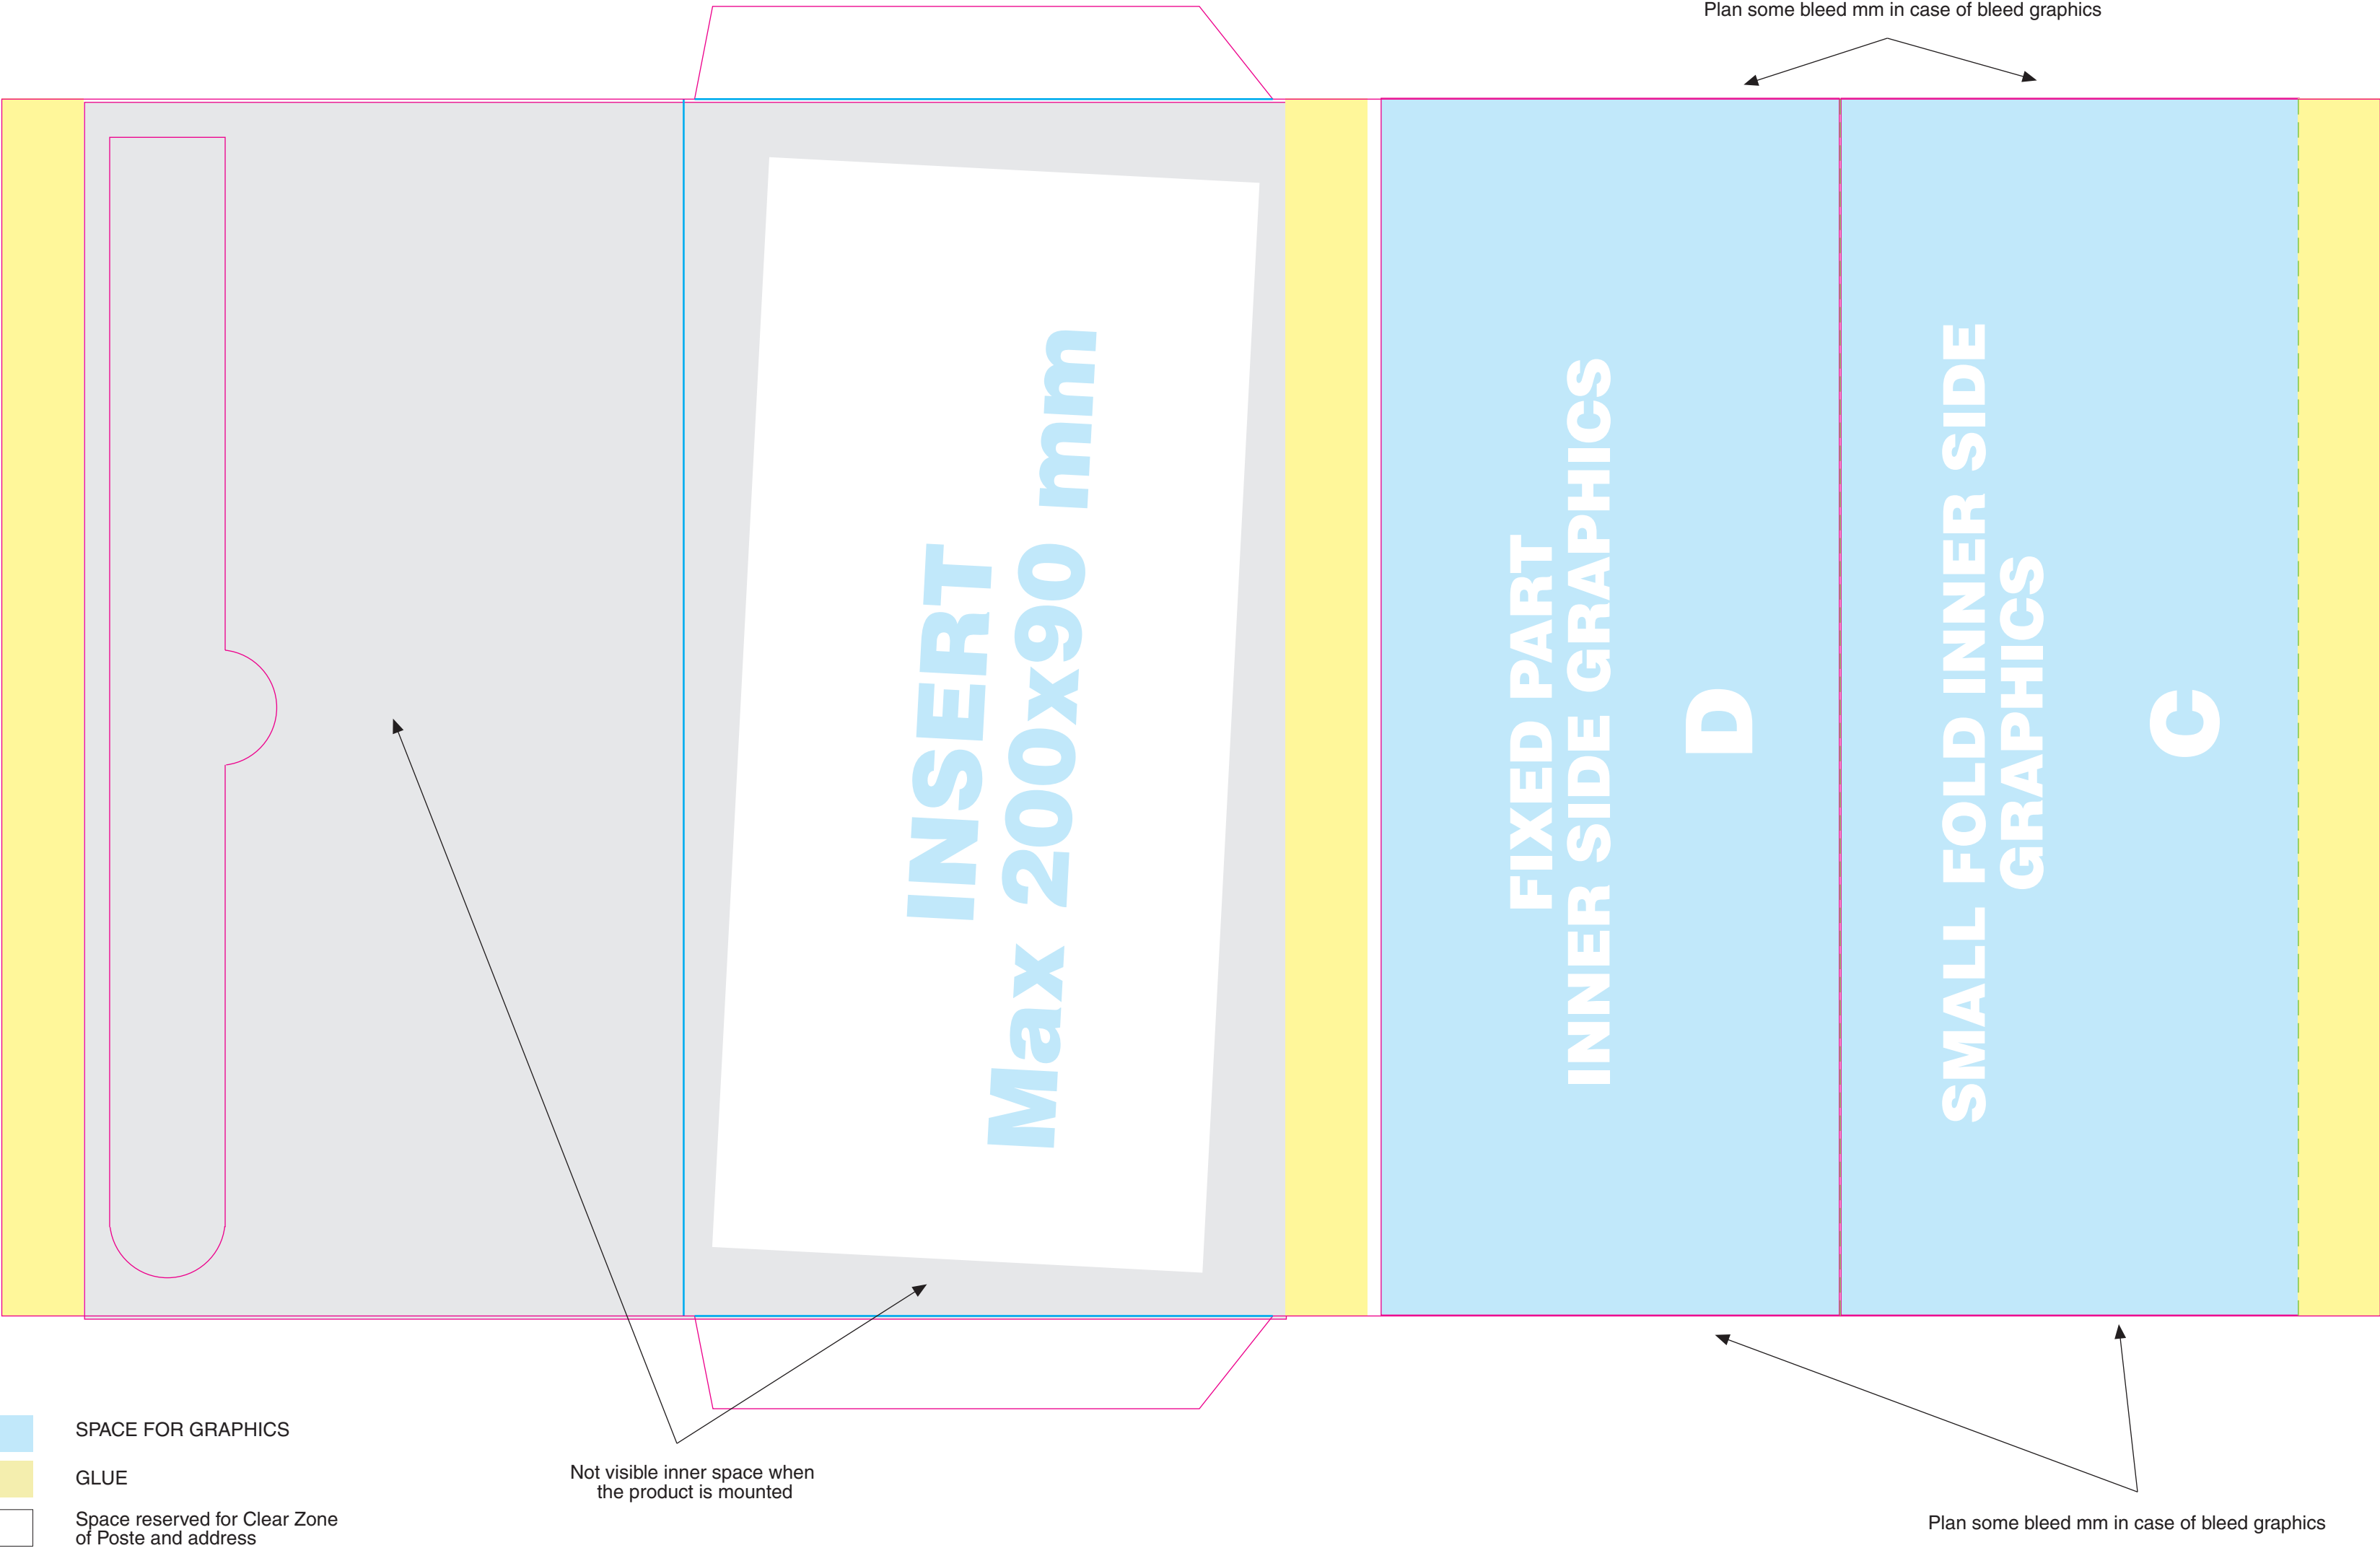 Plan some bleed mm in case of bleed graphics
INSERT
Max 200x90 mm
FIXED PART
INNER SIDE GRAPHICS
D
SMALL FOLD INNER SIDE
GRAPHICS
C
SPACE FOR GRAPHICS
GLUE
Space reserved for Clear Zone
of Poste and address
Not visible inner space when
the product is mounted
Plan some bleed mm in case of bleed graphics